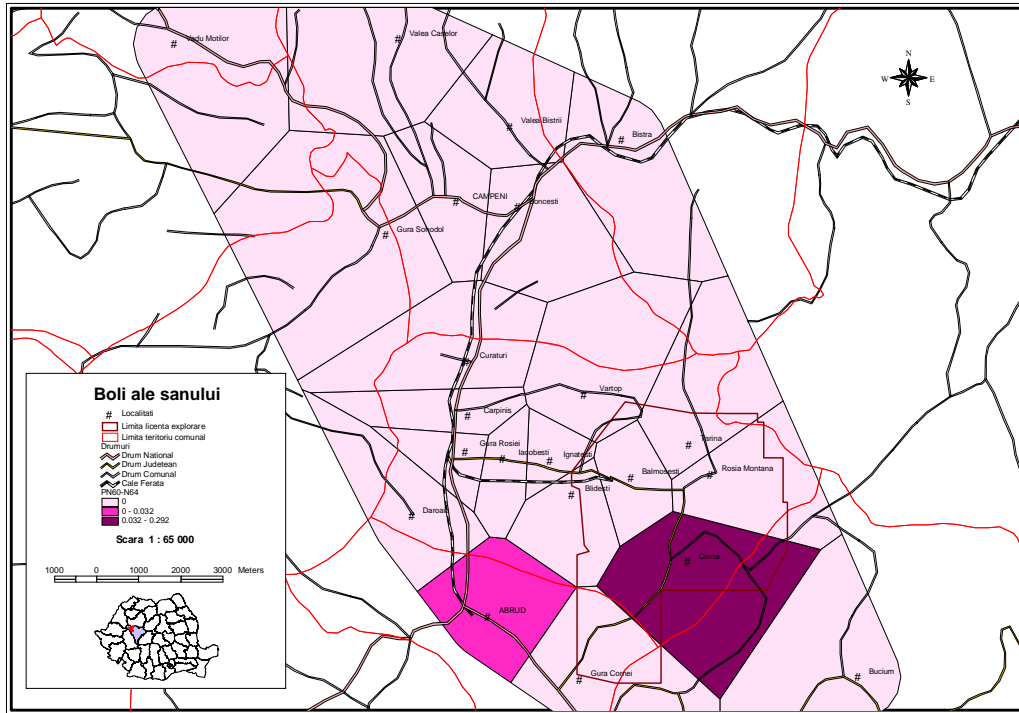 Vadu Motilor
#
Valea Caselor
#
N
W E
S
Valea Bistrii
#
Bistra
#
CAMPENI
#
#
Gura Sohodol
#
Curaturi
#
Vartop
#
Carpinis
#
Tarina
#
Gura Rosiei
#
Iacobesti
#
Ignatesti
#
Balmosesti
#
Rosia Montana
#
Blidesti
#
Daroaia
#
Corna
#
ABRUD
#
Gura Cornei
#
Bucium
#
Boli ale sanului
# Localitati
Limita licenta explorare
Limita teritoriu comunal
Drumuri
Drum National
Drum Judetean
Drum Comunal
Cale Ferata
PN60-N64
0
0 - 0.032
0.032 - 0.292
Scara 1 : 65 000
1000 0 1000 2000 3000 Meters